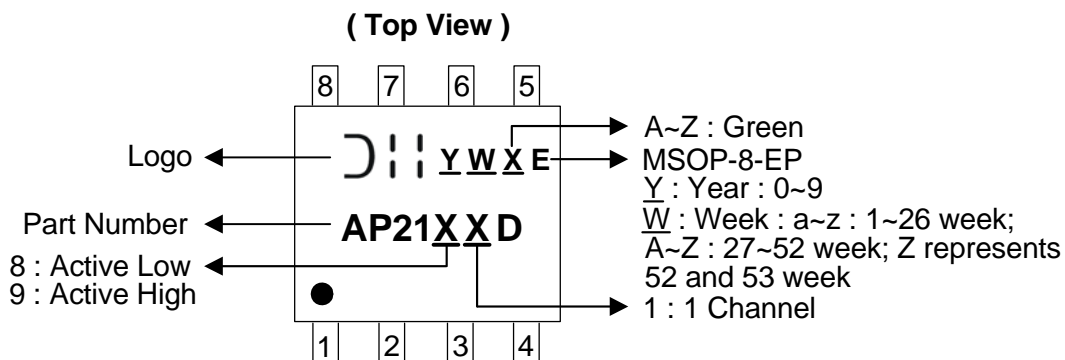 ( Top View )
8 7 6 5
Logo
Y W X E
A~Z : Green
MSOP-8-EP
Y : Year : 0~9
W : Week : a~z : 1~26 week;
A~Z : 27~52 week; Z represents
52 and 53 week
Part Number
AP21XXD
8 : Active Low
9 : Active High
1 : 1 Channel
1 2 3 4